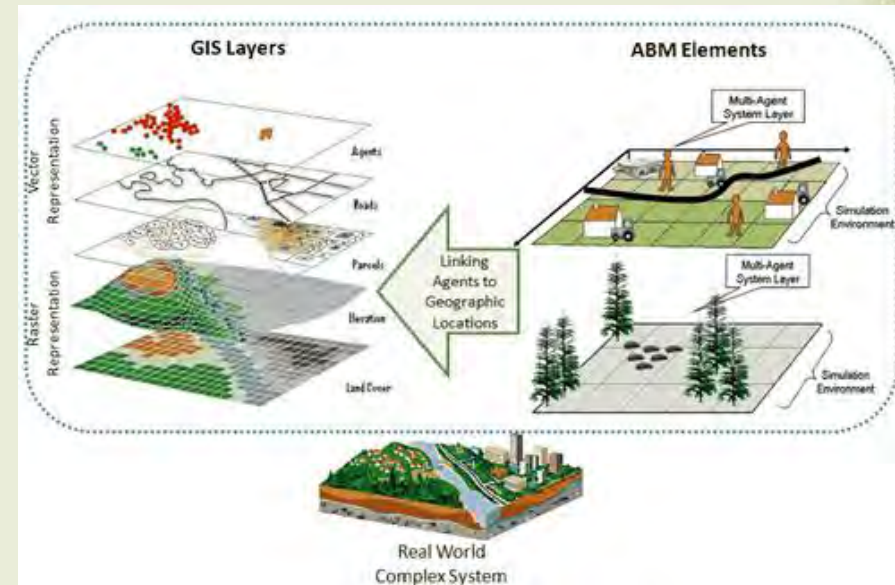 GIS Layers
ABM Elements
Vector
Representation
Raster
Representation
Agents
Roads
Parcels
Elevation
Land Cover
Linking
Agents to
Geographic
Locations
Multi-Agent
System Layer
Simulation
Environment
Multi-Agent
System Layer
Simulation
Environment
Real World
Complex System